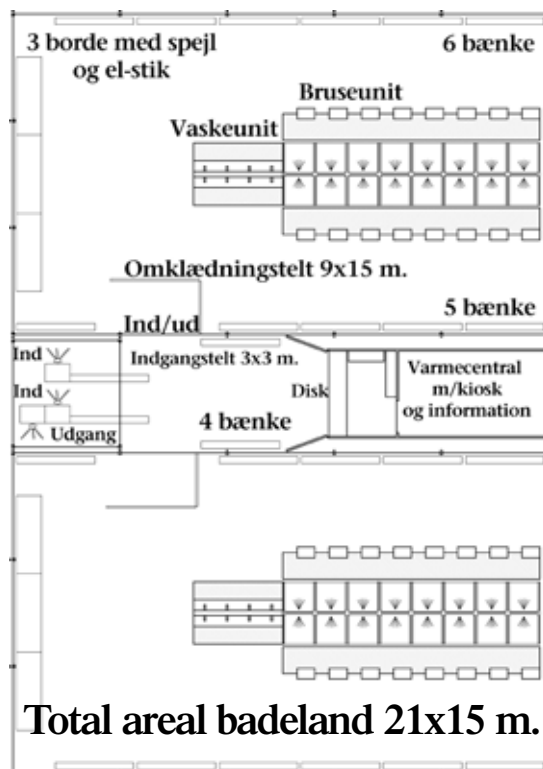 3 borde med spejl
og el-stik
6 bænke
Bruseunit
Vaskeunit
Omklædningstelt 9x15 m.
5 bænke
Ind/ud
Ind
Indgangstelt 3x3 m.
Varmecentral
m/kiosk
og information
Disk
Ind
4 bænke
Udgang
Total areal badeland 21x15 m.